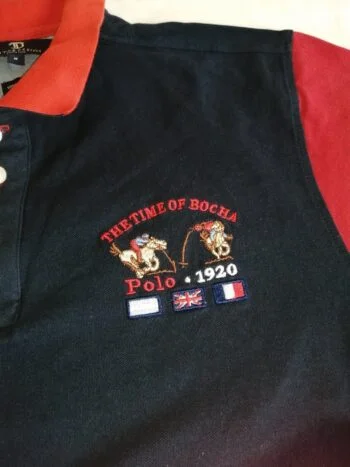 THE TIME OF BOCHA
Polo • 1920